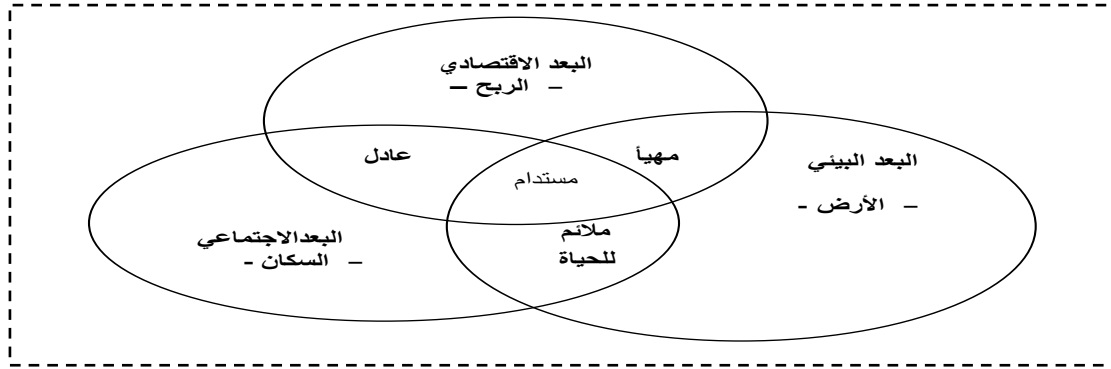 البعد الاقتصادي
– الربح –
عادل
مهيأ
مستدام
البعد البيئي
– الأرض -
البعدالاجتماعي
– السكان -
ملائم
للحياة